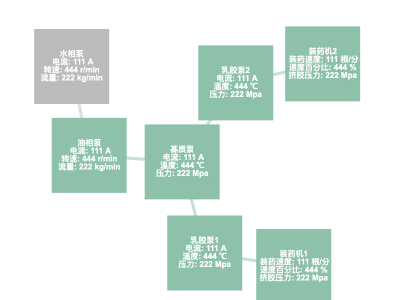 水相泵
电流: 111 A
转速: 444 r/min
流量: 222 kg/min
油相泵
电流: 111 A
转速: 444 r/min
流量: 222 kg/min
基质泵
电流: 111 A
温度: 444 ℃
压力: 222 Mpa
乳胶泵2
电流: 111 A
温度: 444 ℃
压力: 222 Mpa
装药机2
装药速度: 111 根/分
速度百分比: 444 %
挤胶压力: 222 Mpa
乳胶泵1
电流: 111 A
温度: 444 ℃
压力: 222 Mpa
装药机1
装药速度: 111 根/分
速度百分比: 444 %
挤胶压力: 222 Mpa